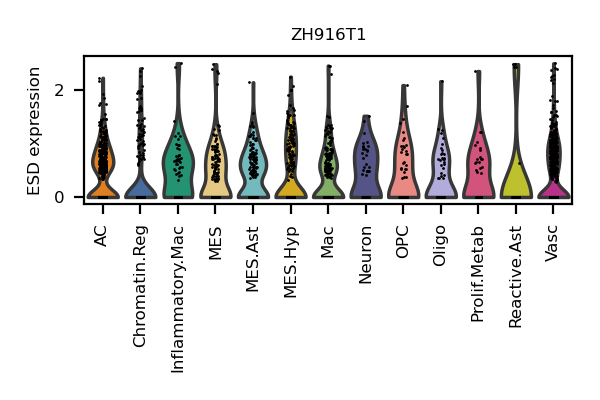 ZH916T1
ESD expression
2
0
AC
Chromatin.Reg
Inflammatory.Mac
MES
MES.Ast
MES.Hyp
Mac
Neuron
OPC
Oligo
Prolif.Metab
Reactive.Ast
Vasc